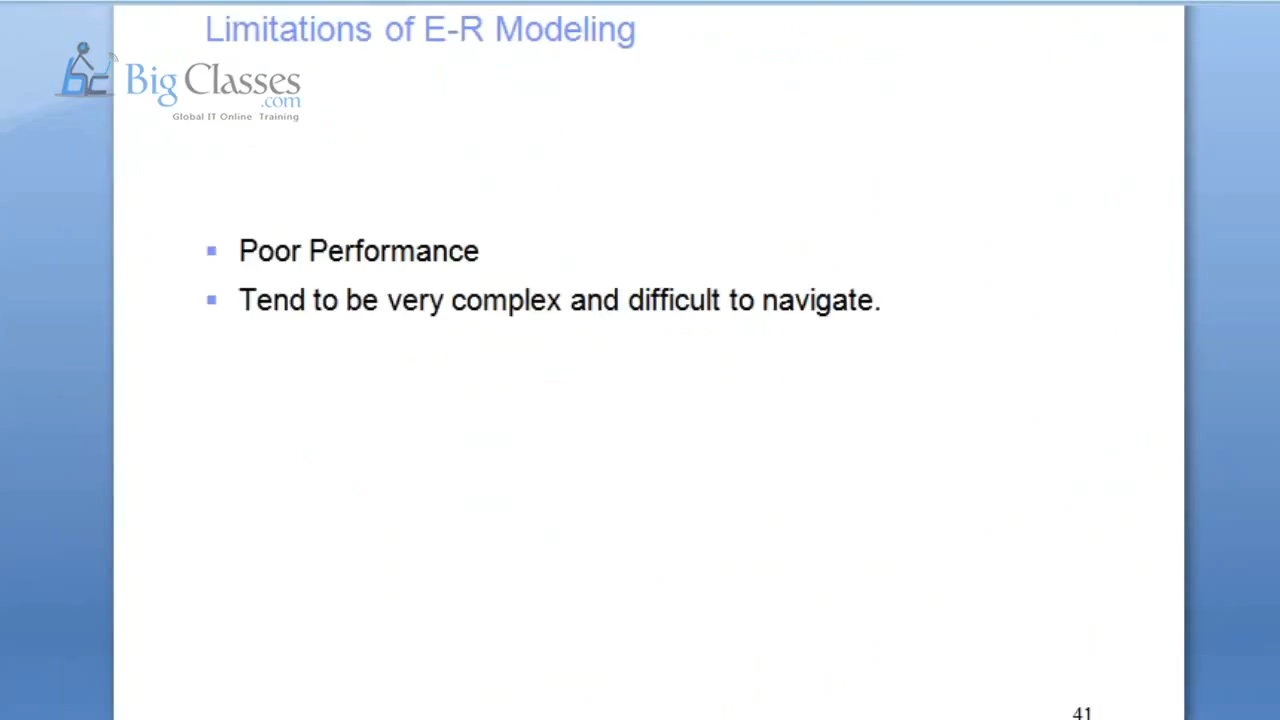 Limitations of E-R Modeling
bc Big Classes
.com
Global IT Online Training
Poor Performance
Tend to be very complex and difficult to navigate.
41